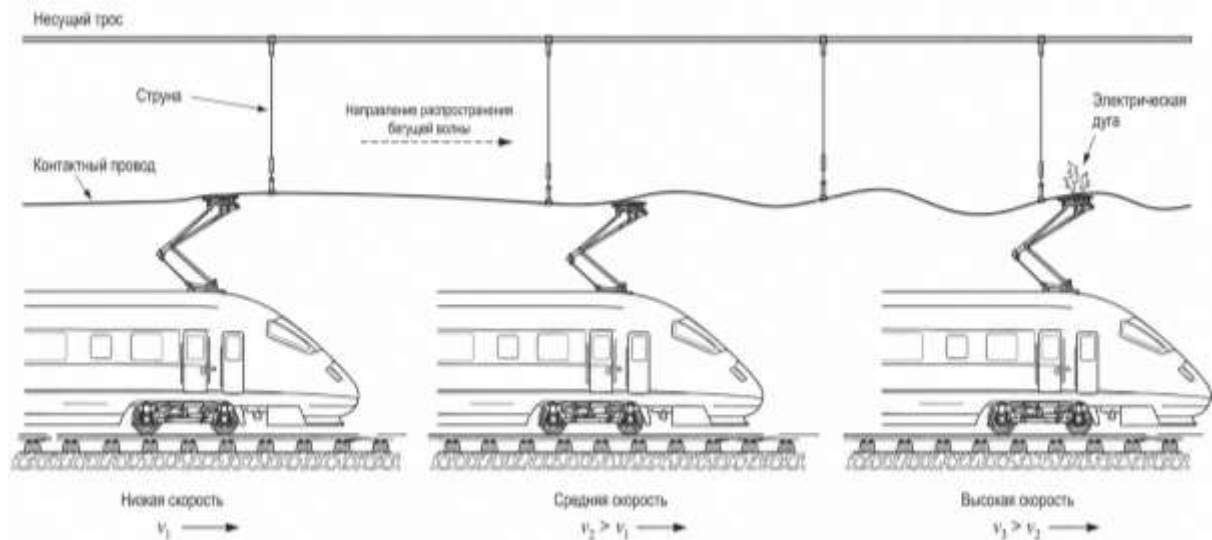 Несущий трос
Струна
Направление распространения
бегущей волны
Электрическая
дуга
Контактный провод
Низкая скорость
v₁
Средняя скорость
v₂ > v₁
Высокая скорость
v₃ > v₂